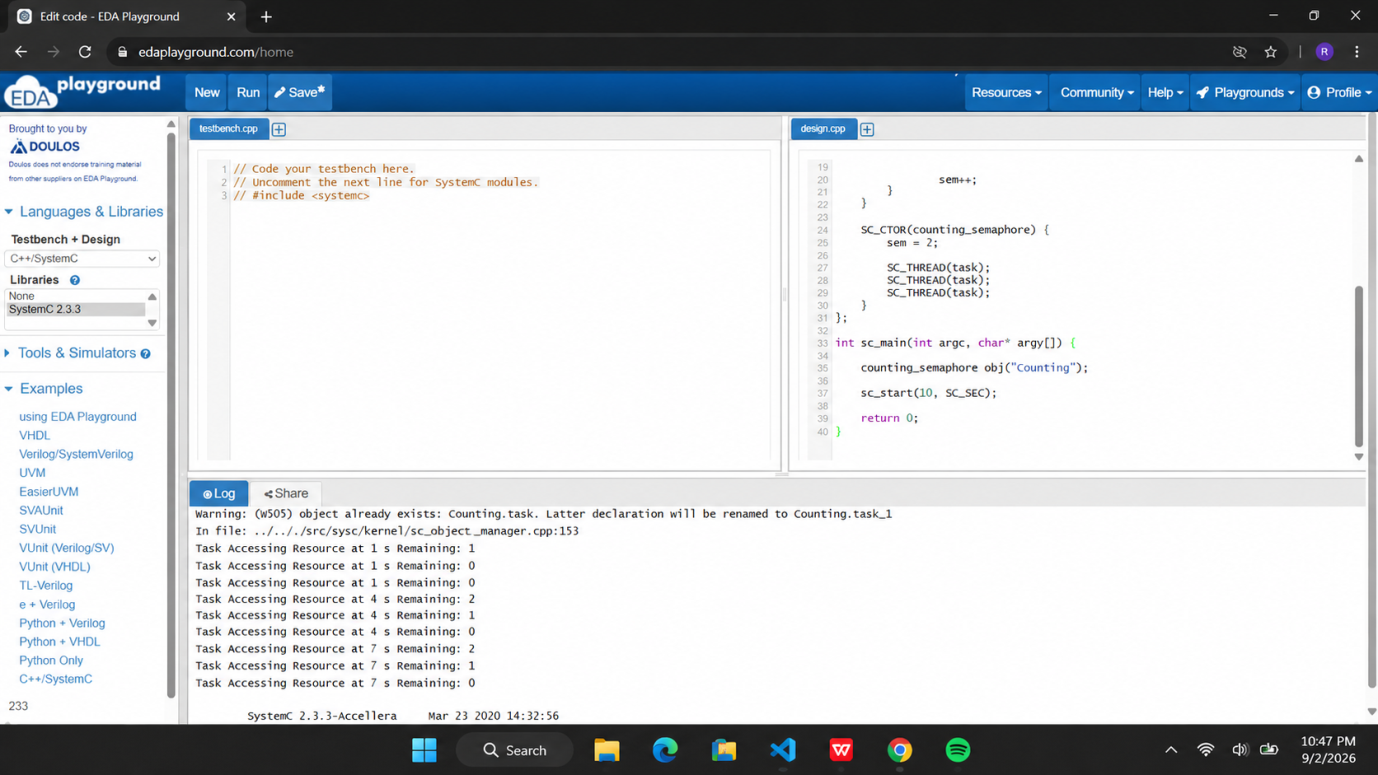 Edit code - EDA Playground
edaplayground.com/home
EDA playground
New
Run
Save*
Resources
Community
Help
Playgrounds
Profile
Brought to you by
DOULOS
Doulos does not endorse training material
from other suppliers on EDA Playground.
Languages & Libraries
Testbench + Design
C++/SystemC
Libraries
None
SystemC 2.3.3
Tools & Simulators
Examples
using EDA Playground
VHDL
Verilog/SystemVerilog
UVM
EasierUVM
SVAUnit
SVUnit
VUnit (Verilog/SV)
VUnit (VHDL)
TL-Verilog
e + Verilog
Python + Verilog
Python + VHDL
Python Only
C++/SystemC
233
testbench.cpp
1 // Code your testbench here.
2 // Uncomment the next line for SystemC modules.
3 // #include <systemc>
design.cpp
19
20 sem++;
21 }
22 }
23
24 SC_CTOR(counting_semaphore) {
25 sem = 2;
26
27 SC_THREAD(task);
28 SC_THREAD(task);
29 SC_THREAD(task);
30 }
31 };
32
33 int sc_main(int argc, char* argy[]) {
34
35 counting_semaphore obj("Counting");
36
37 sc_start(10, SC_SEC);
38
39 return 0;
40 }
Log
Share
Warning: (W505) object already exists: Counting.task. Latter declaration will be renamed to Counting.task_1
In file: ../.././src/sysc/kernel/sc_object_manager.cpp:153
Task Accessing Resource at 1 s Remaining: 1
Task Accessing Resource at 1 s Remaining: 0
Task Accessing Resource at 1 s Remaining: 0
Task Accessing Resource at 4 s Remaining: 2
Task Accessing Resource at 4 s Remaining: 1
Task Accessing Resource at 4 s Remaining: 0
Task Accessing Resource at 7 s Remaining: 2
Task Accessing Resource at 7 s Remaining: 1
Task Accessing Resource at 7 s Remaining: 0
SystemC 2.3.3-Accellera Mar 23 2020 14:32:56
Search
10:47 PM
9/2/2026
R
W